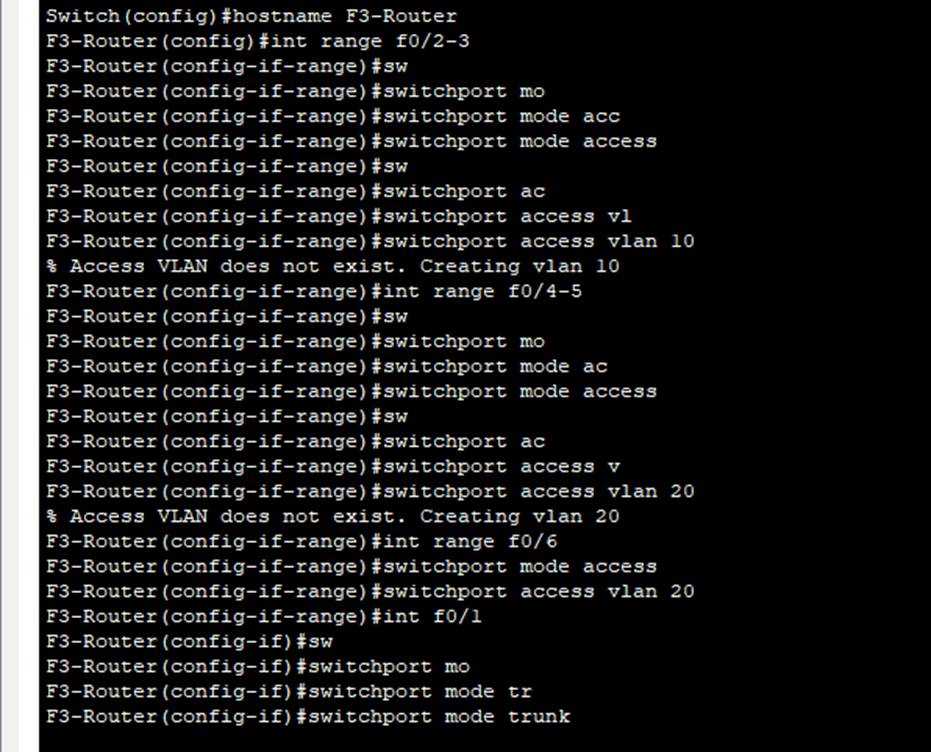 Switch(config)#hostname F3-Router
F3-Router(config)#int range f0/2-3
F3-Router(config-if-range)#sw
F3-Router(config-if-range)#switchport mo
F3-Router(config-if-range)#switchport mode acc
F3-Router(config-if-range)#switchport mode access
F3-Router(config-if-range)#sw
F3-Router(config-if-range)#switchport ac
F3-Router(config-if-range)#switchport access vl
F3-Router(config-if-range)#switchport access vlan 10
% Access VLAN does not exist. Creating vlan 10
F3-Router(config-if-range)#int range f0/4-5
F3-Router(config-if-range)#sw
F3-Router(config-if-range)#switchport mo
F3-Router(config-if-range)#switchport mode ac
F3-Router(config-if-range)#switchport mode access
F3-Router(config-if-range)#sw
F3-Router(config-if-range)#switchport ac
F3-Router(config-if-range)#switchport access v
F3-Router(config-if-range)#switchport access vlan 20
% Access VLAN does not exist. Creating vlan 20
F3-Router(config-if-range)#int range f0/6
F3-Router(config-if-range)#switchport mode access
F3-Router(config-if-range)#switchport access vlan 20
F3-Router(config-if-range)#int f0/1
F3-Router(config-if)#sw
F3-Router(config-if)#switchport mo
F3-Router(config-if)#switchport mode tr
F3-Router(config-if)#switchport mode trunk